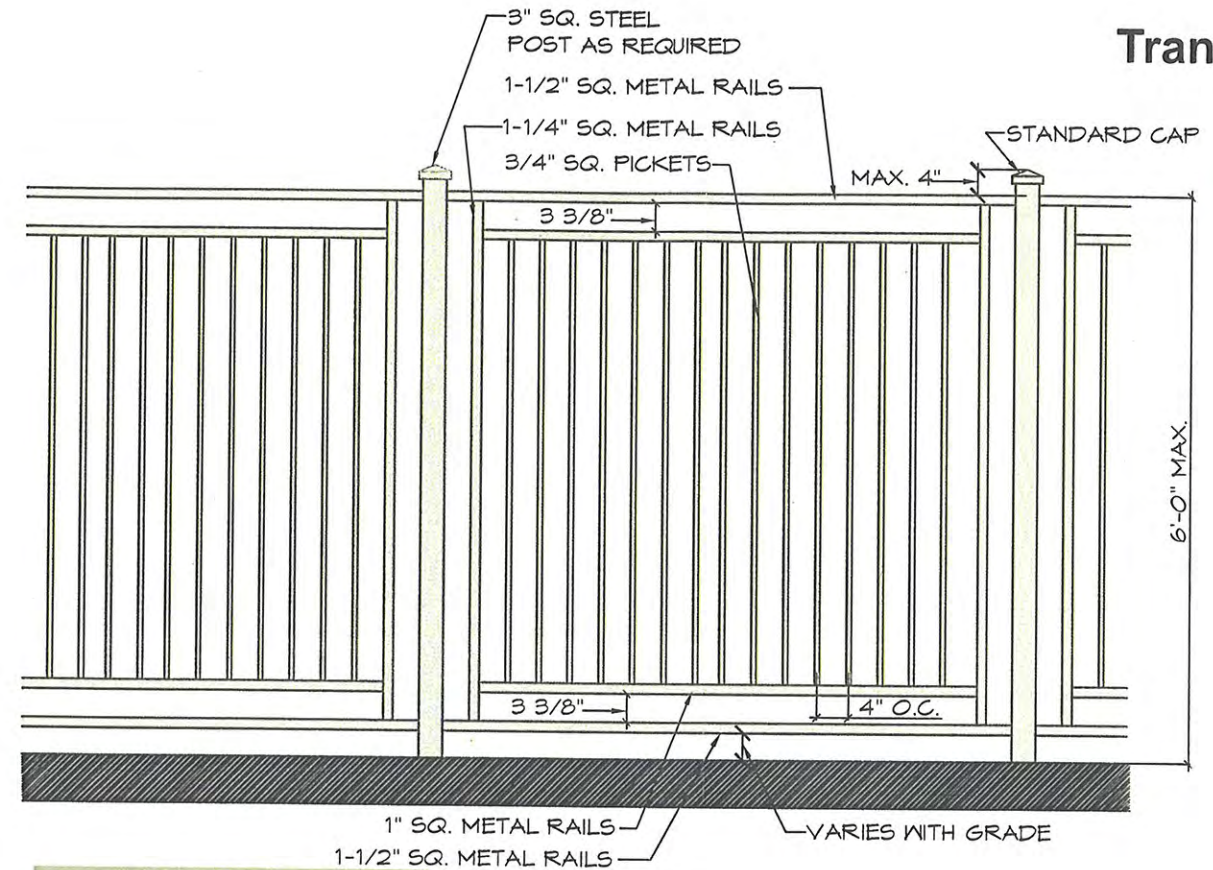 3" SQ. STEEL
POST AS REQUIRED
Tran
1-1/2" SQ. METAL RAILS
1-1/4" SQ. METAL RAILS
STANDARD CAP
3/4" SQ. PICKETS
MAX. 4"
3 3/8"
6'-0" MAX.
3 3/8"
4" O.C.
1" SQ. METAL RAILS
VARIES WITH GRADE
1-1/2" SQ. METAL RAILS